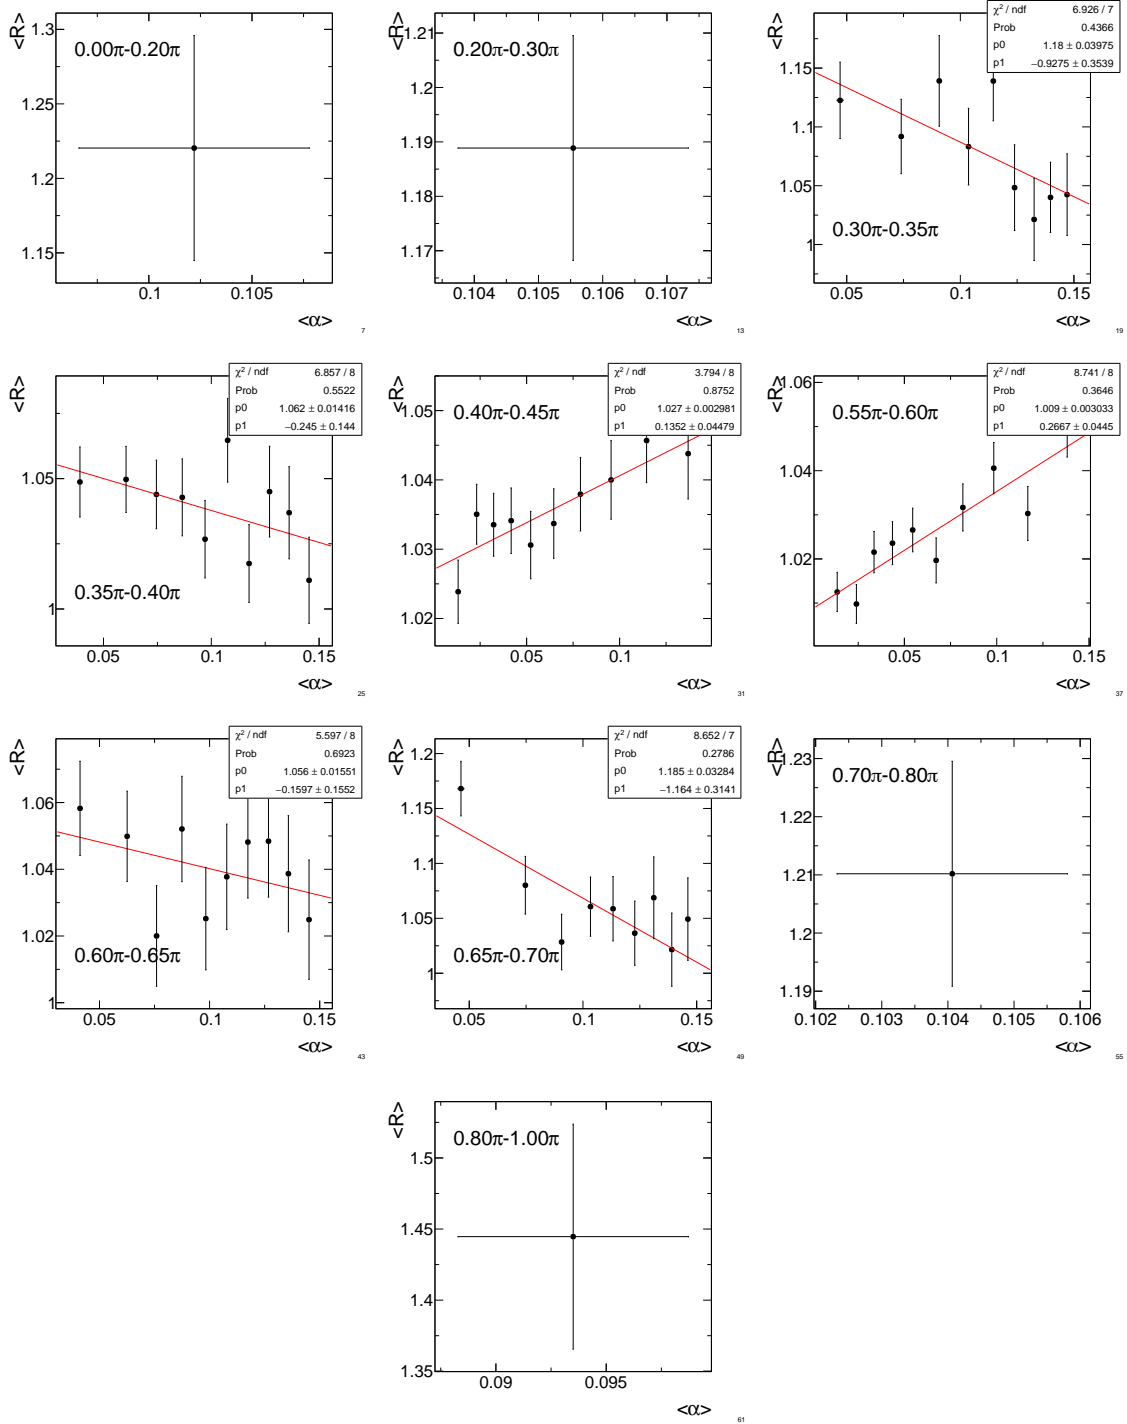 <R>
0.00π-0.20π
1.3
1.25
1.2
1.15
0.1
0.105
<α>
7
<R>
0.20π-0.30π
1.21
1.2
1.19
1.18
1.17
0.104
0.105
0.106
0.107
<α>
13
<R>
χ² / ndf 6.926 / 7
Prob 0.4366
p0 1.18 ± 0.03975
p1 −0.9275 ± 0.3539
1.15
1.1
1.05
1
0.30π-0.35π
0.05
0.1
0.15
<α>
19
<R>
χ² / ndf 6.857 / 8
Prob 0.5522
p0 1.062 ± 0.01416
p1 −0.245 ± 0.144
1.05
1
0.35π-0.40π
0.05
0.1
0.15
<α>
25
<R>
0.40π-0.45π
χ² / ndf 3.794 / 8
Prob 0.8752
p0 1.027 ± 0.002981
p1 0.1352 ± 0.04479
1.05
1.04
1.03
1.02
0.05
0.1
<α>
31
<R>
0.55π-0.60π
χ² / ndf 8.741 / 8
Prob 0.3646
p0 1.009 ± 0.003033
p1 0.2667 ± 0.0445
1.06
1.04
1.02
0.05
0.1
0.15
<α>
37
<R>
χ² / ndf 5.597 / 8
Prob 0.6923
p0 1.056 ± 0.01551
p1 −0.1597 ± 0.1552
1.06
1.04
1.02
1
0.60π-0.65π
0.05
0.1
0.15
<α>
43
<R>
χ² / ndf 8.652 / 7
Prob 0.2786
p0 1.185 ± 0.03284
p1 −1.164 ± 0.3141
1.2
1.15
1.1
1.05
1
0.65π-0.70π
0.05
0.1
0.15
<α>
49
<R>
0.70π-0.80π
1.23
1.22
1.21
1.2
1.19
0.102
0.103
0.104
0.105
0.106
<α>
55
<R>
0.80π-1.00π
1.5
1.45
1.4
1.35
0.09
0.095
<α>
61